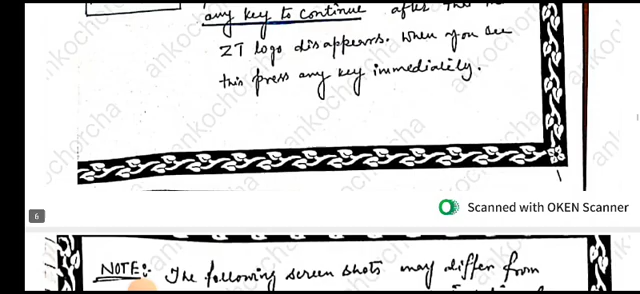 any key to continue after the
ZT logo disappears. When you see
this press any key immediatily.
6
Scanned with OKEN Scanner
NOTE:- The following screen shots may differ from